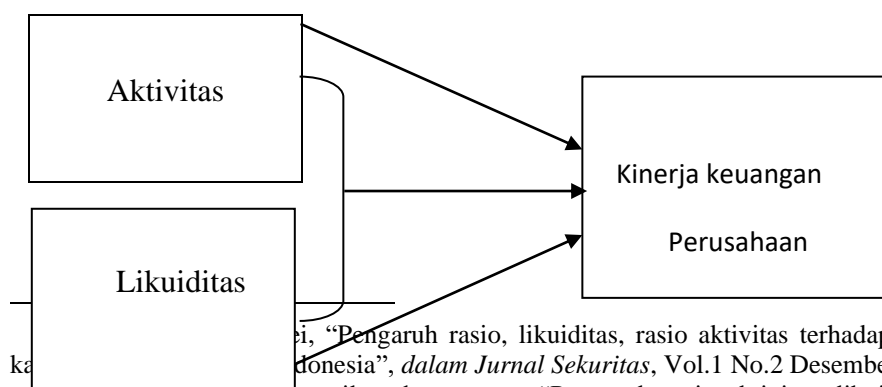 Aktivitas
Kinerja keuangan
Perusahaan
Likuiditas
“Pengaruh rasio, likuiditas, rasio aktivitas terhadap
donesia”, dalam Jurnal Sekuritas, Vol.1 No.2 Desembe